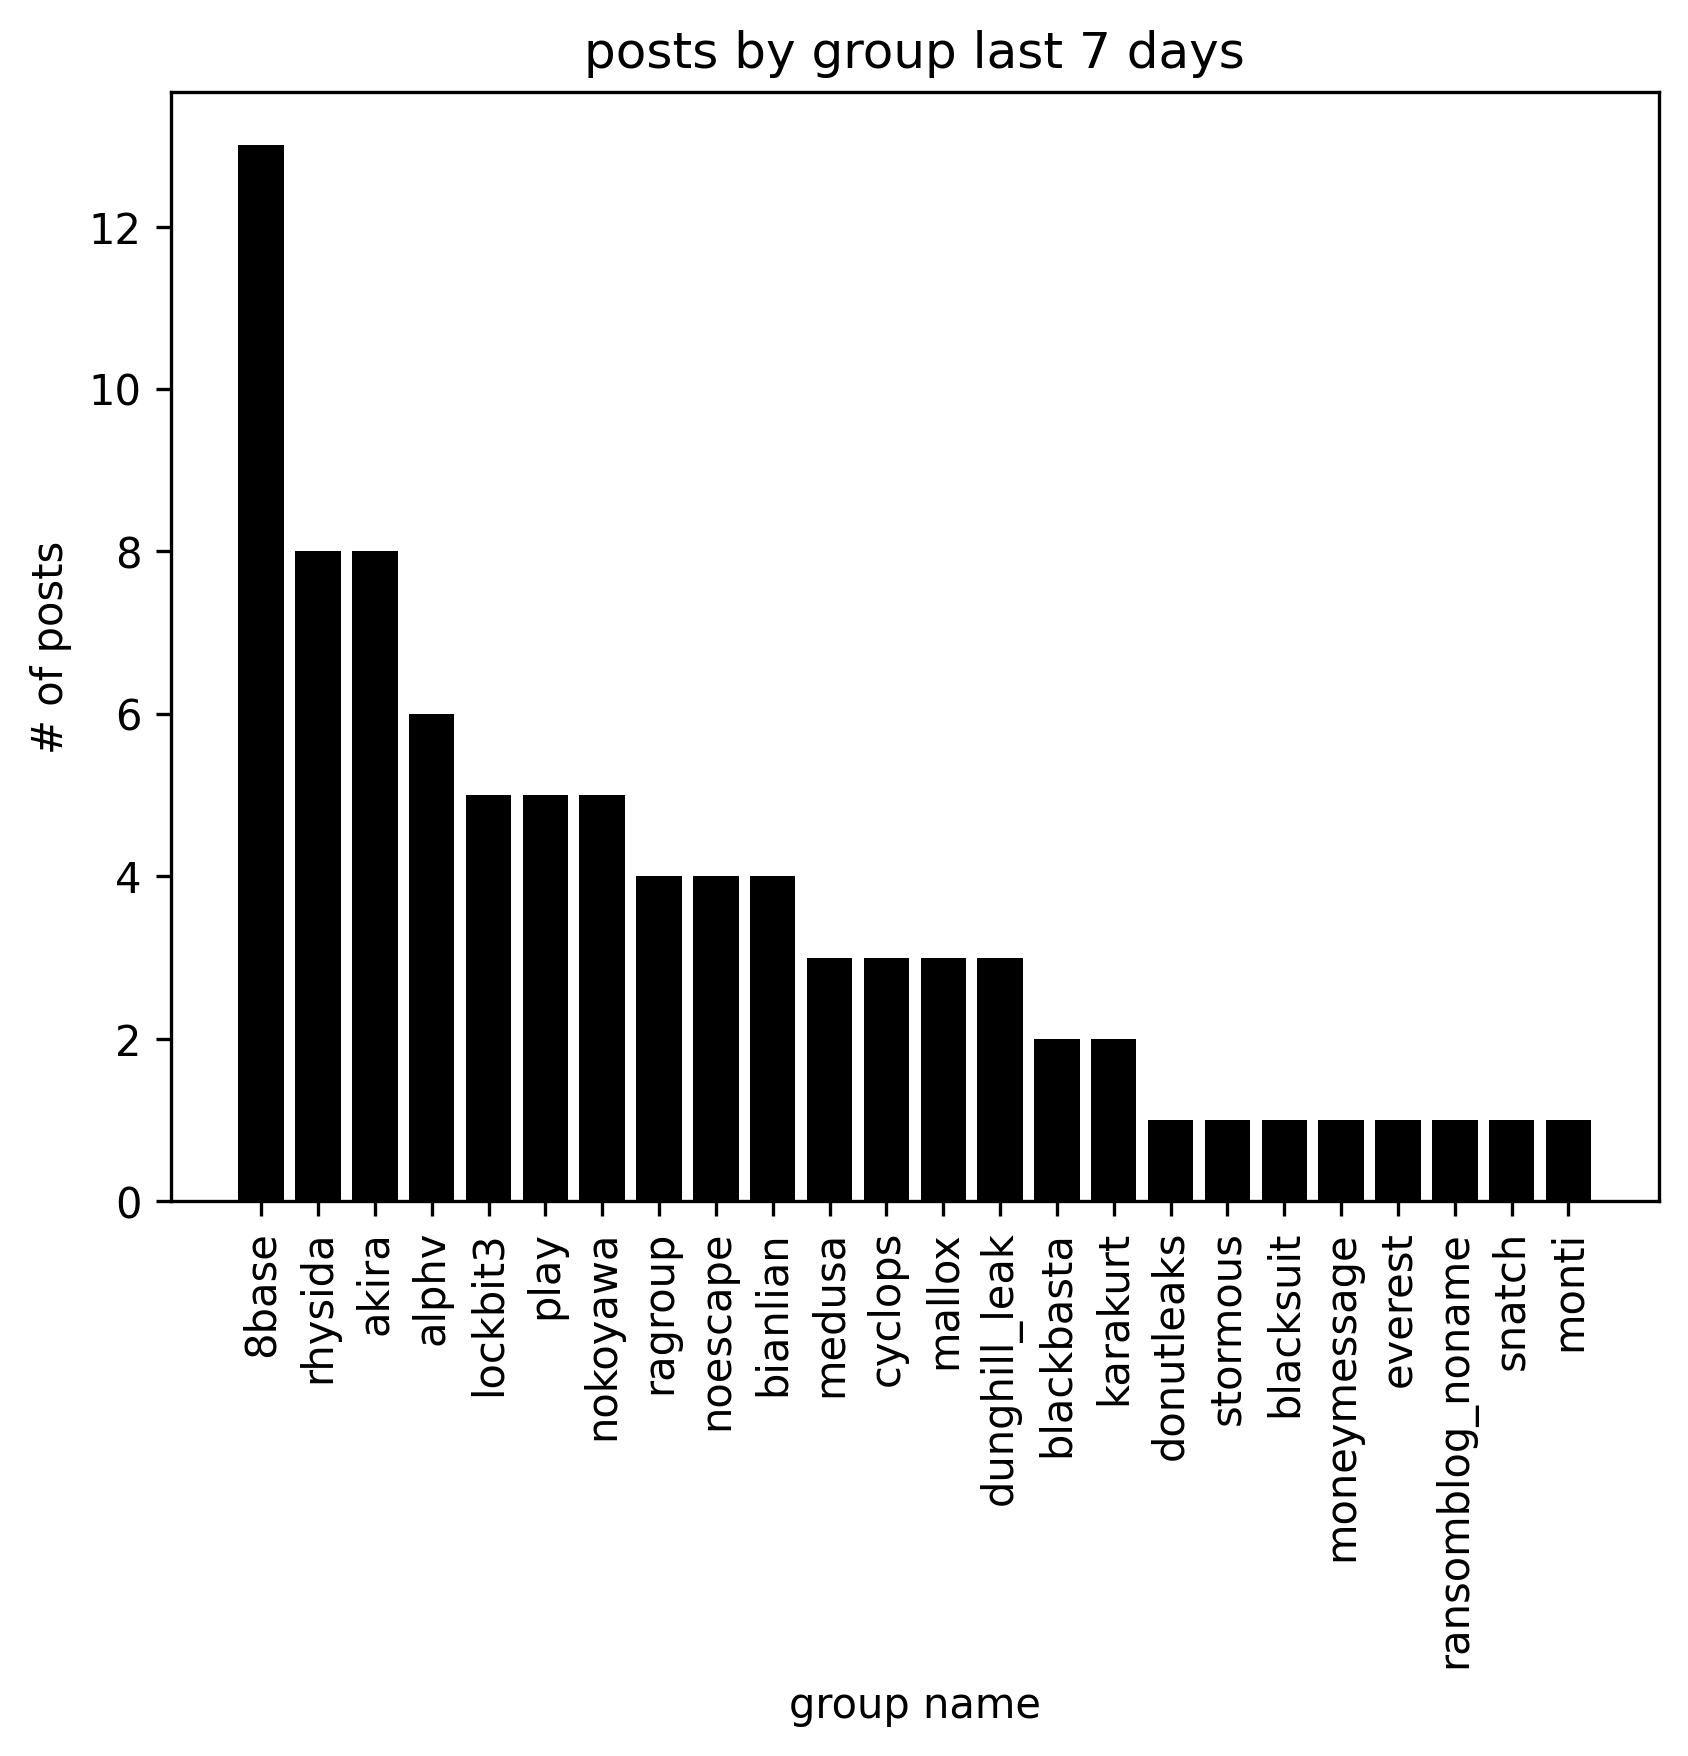 posts by group last 7 days
# of posts
12
10
8
6
4
2
0
8base
rhysida
akira
alphv
lockbit3
play
nokoyawa
ragroup
noescape
bianlian
medusa
cyclops
mallox
dunghill_leak
blackbasta
karakurt
donutleaks
stormous
blacksuit
moneymessage
everest
ransomblog_noname
snatch
monti
group name